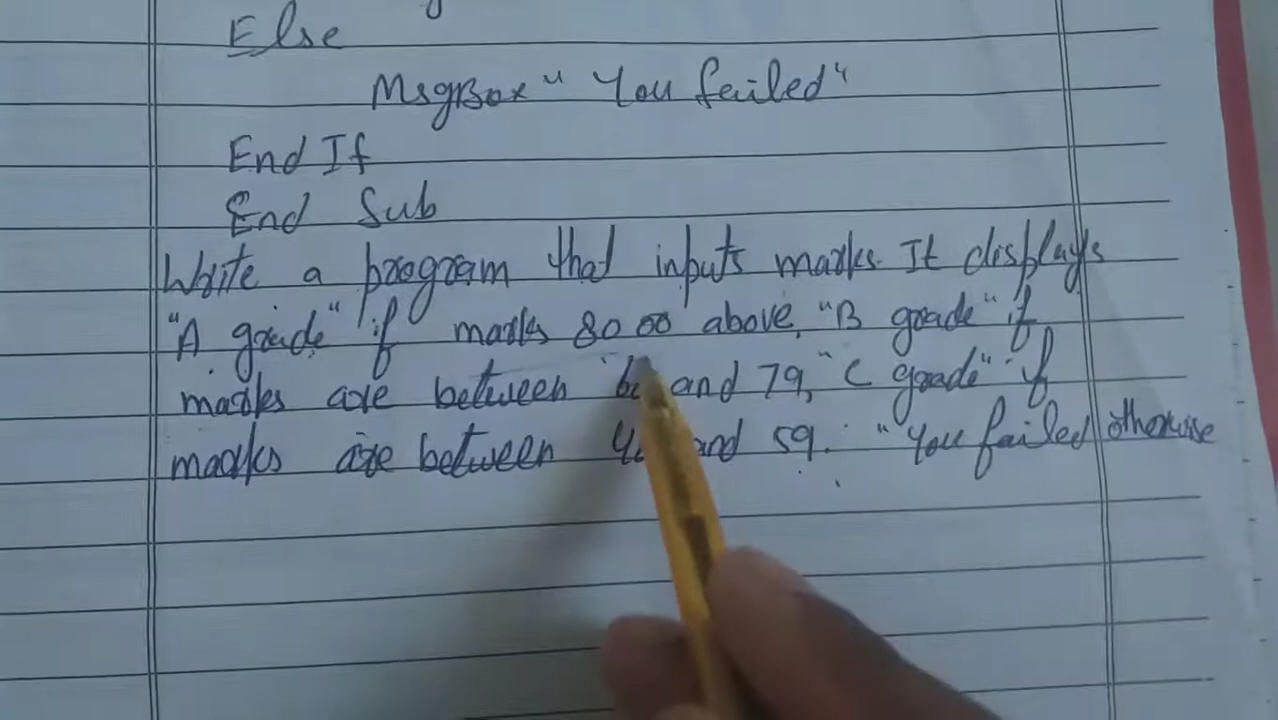 Else
MsgBox "You failed"
End If
End Sub
Write a program that inputs marks. It displays
"A grade" if marks 80 or above, "B grade" if
marks are between and 79, "C grade" if
marks are between and 59. "You failed otherwise